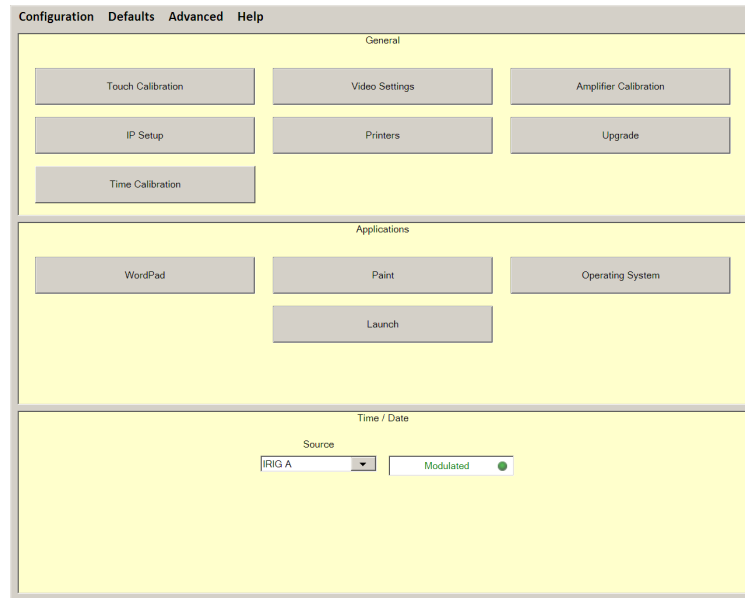 Configuration Defaults Advanced Help
General
Touch Calibration Video Settings Amplifier Calibration
IP Setup Printers Upgrade
Time Calibration
Applications
WordPad Paint Operating System
Launch
Time / Date
Source
IRIG A Modulated